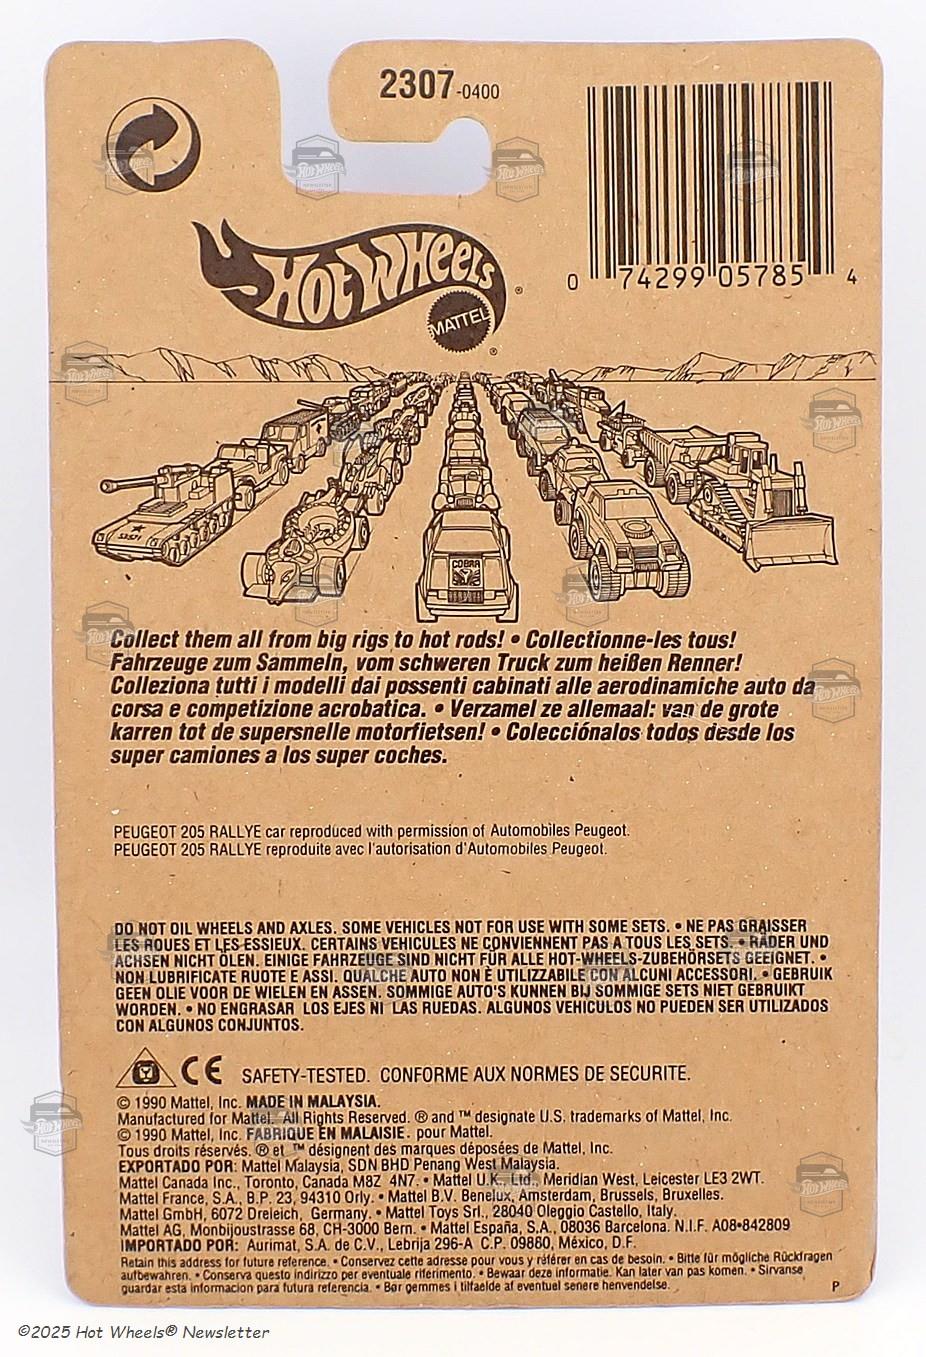 2307-0400
0 74299 05785 4
HOT WHEELS ®
MATTEL ®
53571
COBRA
Collect them all from big rigs to hot rods! • Collectionne-les tous!
Fahrzeuge zum Sammeln, vom schweren Truck zum heißen Renner!
Colleziona tutti i modelli dai possenti cabinati alle aerodinamiche auto da
corsa e competizione acrobatica. • Verzamel ze allemaal: van de grote
karren tot de supersnelle motorfietsen! • Colecciónalos todos desde los
super camiones a los super coches.
PEUGEOT 205 RALLYE car reproduced with permission of Automobiles Peugeot.
PEUGEOT 205 RALLYE reproduite avec l'autorisation d'Automobiles Peugeot.
DO NOT OIL WHEELS AND AXLES. SOME VEHICLES NOT FOR USE WITH SOME SETS. • NE PAS GRAISSER
LES ROUES ET LES ESSIEUX. CERTAINS VEHICULES NE CONVIENNENT PAS A TOUS LES SETS. • RÄDER UND
ACHSEN NICHT ÖLEN. EINIGE FAHRZEUGE SIND NICHT FÜR ALLE HOT-WHEELS-ZUBEHÖRSETS GEEIGNET. •
NON LUBRIFICATE RUOTE E ASSI. QUALCHE AUTO NON È UTILIZZABILE CON ALCUNI ACCESSORI. • GEBRUIK
GEEN OLIE VOOR DE WIELEN EN ASSEN. SOMMIGE AUTO'S KUNNEN BIJ SOMMIGE SETS NIET GEBRUIKT
WORDEN. • NO ENGRASAR LOS EJES NI LAS RUEDAS. ALGUNOS VEHICULOS NO PUEDEN SER UTILIZADOS
CON ALGUNOS CONJUNTOS.
CE SAFETY-TESTED. CONFORME AUX NORMES DE SECURITE.
© 1990 Mattel, Inc. MADE IN MALAYSIA.
Manufactured for Mattel. All Rights Reserved. ® and ™ designate U.S. trademarks of Mattel, Inc.
© 1990 Mattel, Inc. FABRIQUE EN MALAISIE. pour Mattel.
Tous droits réservés. ® et ™ désignent des marques déposées de Mattel, Inc.
EXPORTADO POR: Mattel Malaysia, SDN BHD Penang West Malaysia.
Mattel Canada Inc., Toronto, Canada M8Z 4N7. • Mattel U.K. Ltd., Meridian West, Leicester LE3 2WT.
Mattel France, S.A., B.P. 23, 94310 Orly. • Mattel B.V. Benelux, Amsterdam, Brussels, Bruxelles.
Mattel GmbH, 6072 Dreieich, Germany. • Mattel Toys Srl., 28040 Oleggio Castello, Italy.
Mattel AG, Monbijoustrasse 68, CH-3000 Bern. • Mattel España, S.A., 08036 Barcelona. N.I.F. A08•842809
IMPORTADO POR: Aurimat, S.A. de C.V., Lebrija 296-A C.P. 09880, México, D.F.
Retain this address for future reference. • Conservez cette adresse pour vous y référer en cas de besoin. • Bitte für mögliche Rückfragen
aufbewahren. • Conserva questo indirizzo per eventuale riferimento. • Bewaar deze informatie. Kan later van pas komen. • Sirvanse
guardar esta informacion para futura referencia. • Bør gemmes i tilfaelde af eventuel senere henvendelse. P
©2025 Hot Wheels® Newsletter